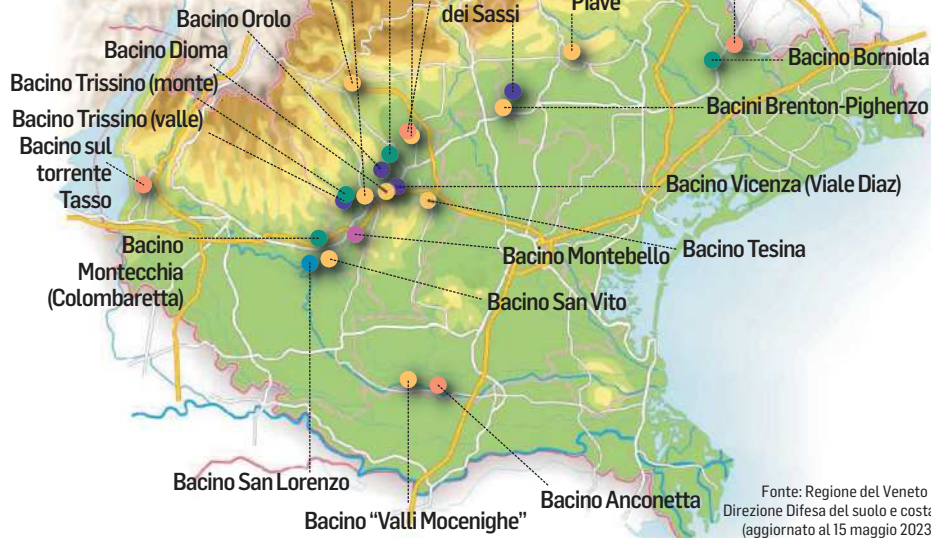 Bacino Orolo
dei Sassi
Piave
Bacino Dioma
Bacino Borniola
Bacino Trissino (monte)
Bacini Brenton-Pighenzo
Bacino Trissino (valle)
Bacino sul
torrente
Tasso
Bacino Vicenza (Viale Diaz)
Bacino
Montecchia
(Colombaretta)
Bacino Montebello
Bacino Tesina
Bacino San Vito
Bacino San Lorenzo
Bacino Anconetta
Bacino “Valli Mocenighe”
Fonte: Regione del Veneto
Direzione Difesa del suolo e costa
(aggiornato al 15 maggio 2023